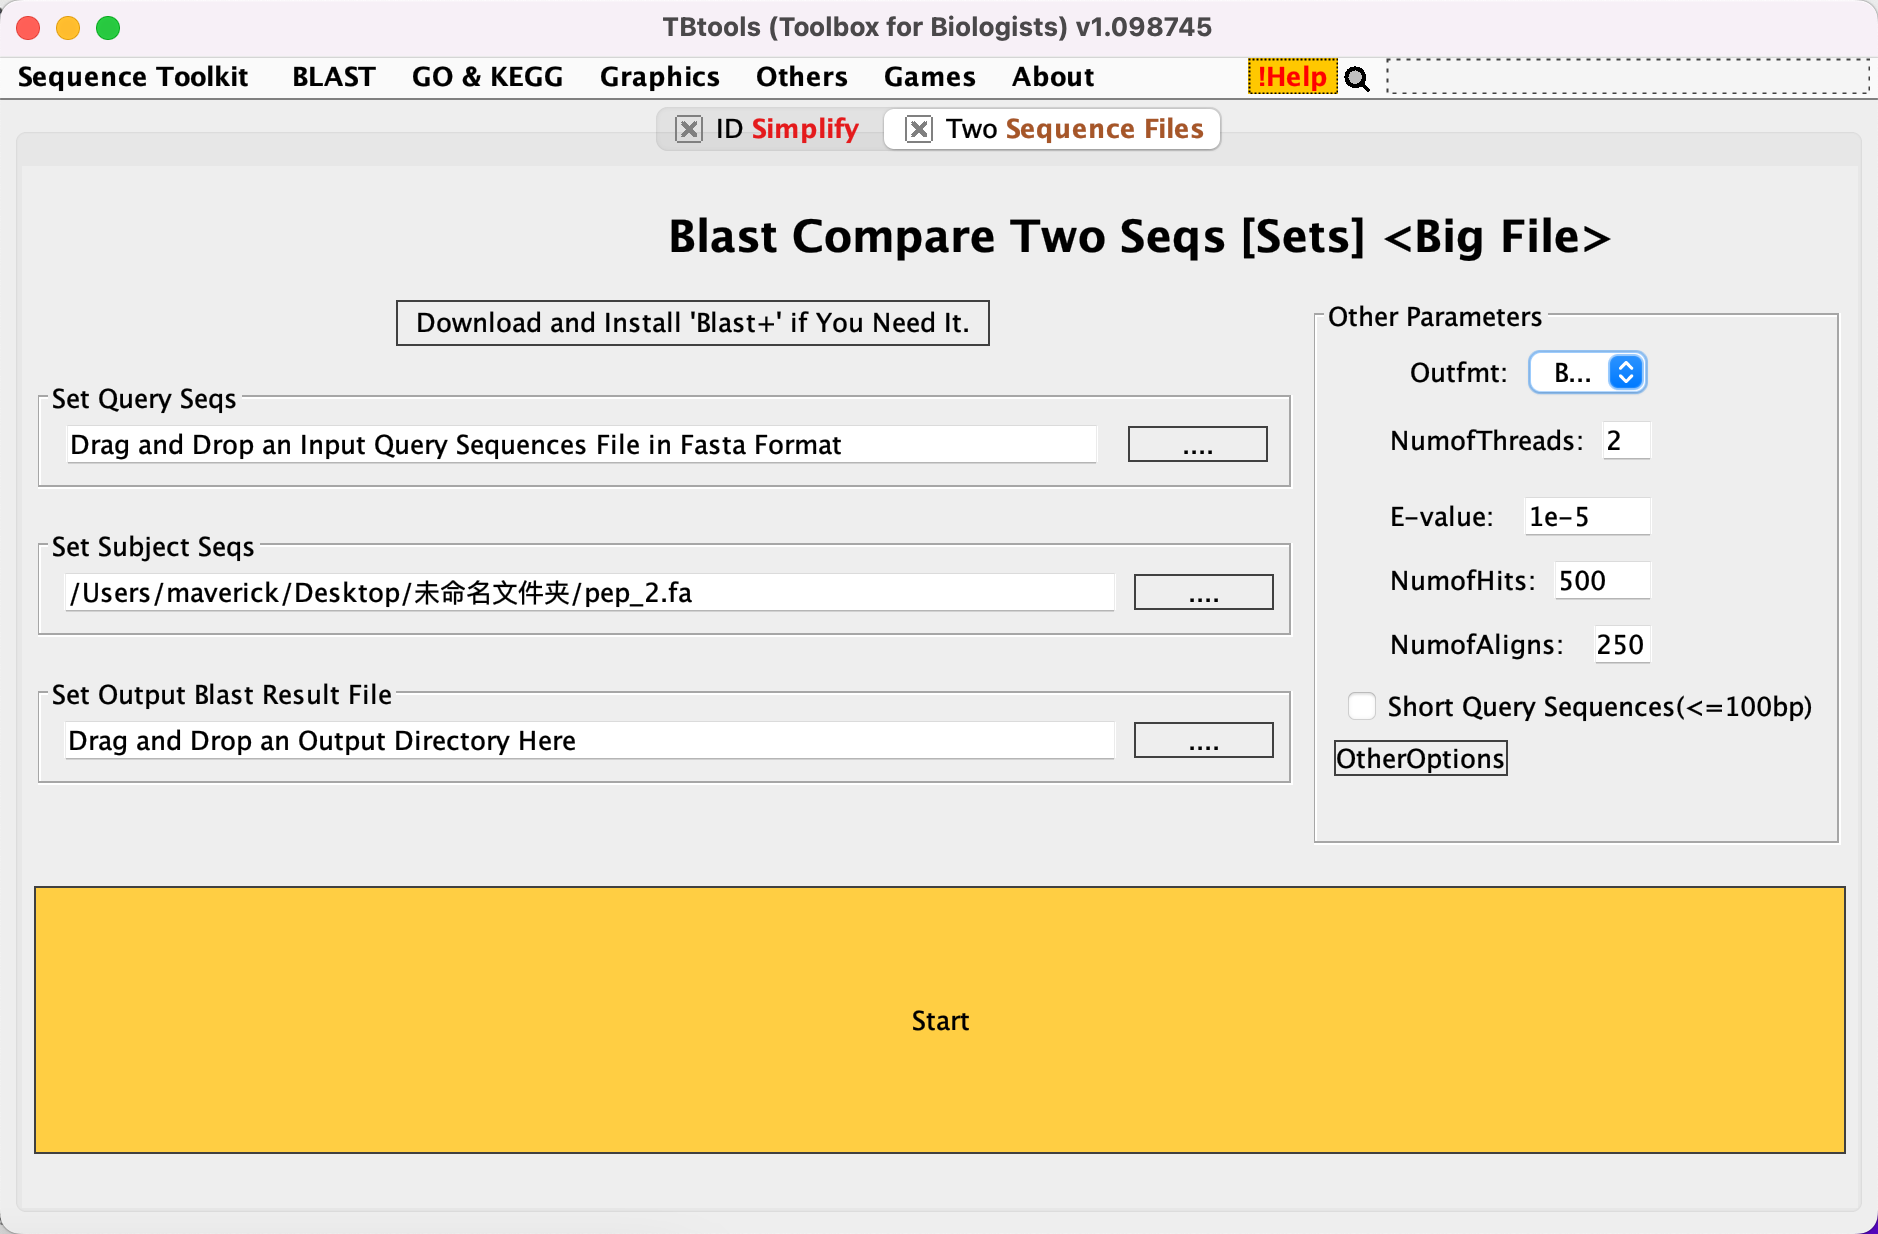 TBtools (Toolbox for Biologists) v1.098745
Sequence Toolkit BLAST GO & KEGG Graphics Others Games About !Help
ID Simplify Two Sequence Files
Blast Compare Two Seqs [Sets] <Big File>
Download and Install 'Blast+' if You Need It.
Set Query Seqs
Drag and Drop an Input Query Sequences File in Fasta Format ....
Set Subject Seqs
/Users/maverick/Desktop/未命名文件夹/pep_2.fa ....
Set Output Blast Result File
Drag and Drop an Output Directory Here ....
Other Parameters
Outfmt: B...
NumofThreads: 2
E-value: 1e-5
NumofHits: 500
NumofAligns: 250
Short Query Sequences(<=100bp)
OtherOptions
Start